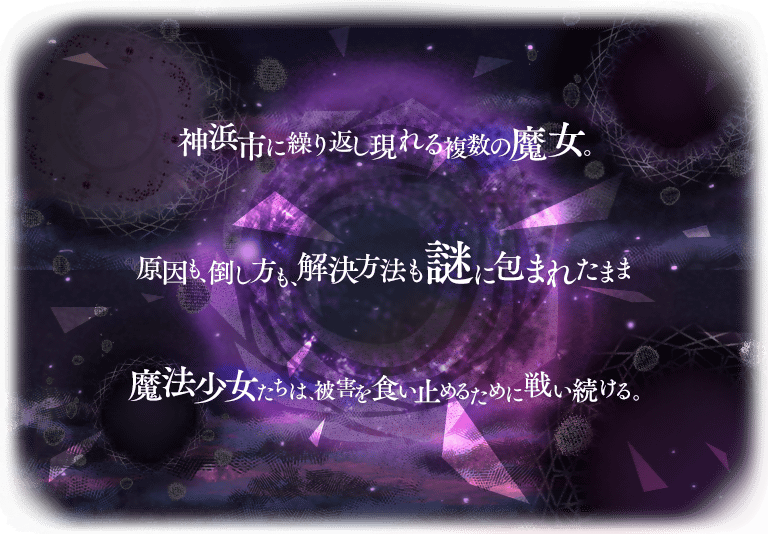 神浜市に繰り返し現れる複数の魔女。
原因も、倒し方も、解決方法も謎に包まれたまま
魔法少女たちは、被害を食い止めるために戦い続ける。